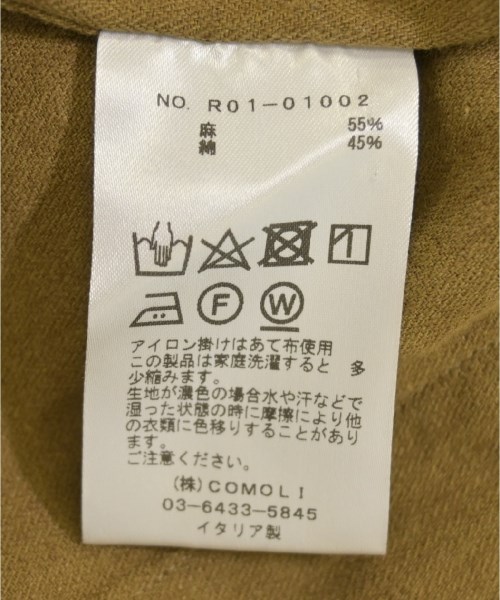 NO. R01-01002
麻 55%
綿 45%
F W
アイロン掛けはあて布使用
この製品は家庭洗濯すると 多
少縮みます。
生地が濃色の場合水や汗などで
湿った状態の時に摩擦により他
の衣類に色移りすることがあり
ます。
ご注意ください。
(株)COMOLI
03-6433-5845
イタリア製